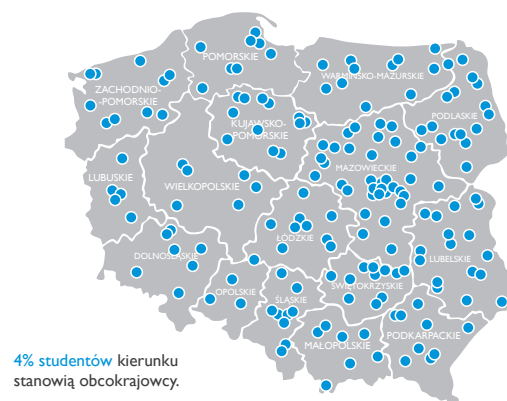 POMORSKIE
WARMIŃSKO-MAZURSKIE
ZACHODNIO-
-POMORSKIE
KUJAWSKO-
POMORSKIE
PODLASKIE
MAZOWIECKIE
LUBUSKIE
WIELKOPOLSKIE
ŁÓDZKIE
DOLNOŚLĄSKIE
LUBELSKIE
OPOLSKIE
ŚLĄSKIE
ŚWIĘTOKRZYSKIE
MAŁOPOLSKIE
PODKARPACKIE
4% studentów kierunku
stanowią obcokrajowcy.